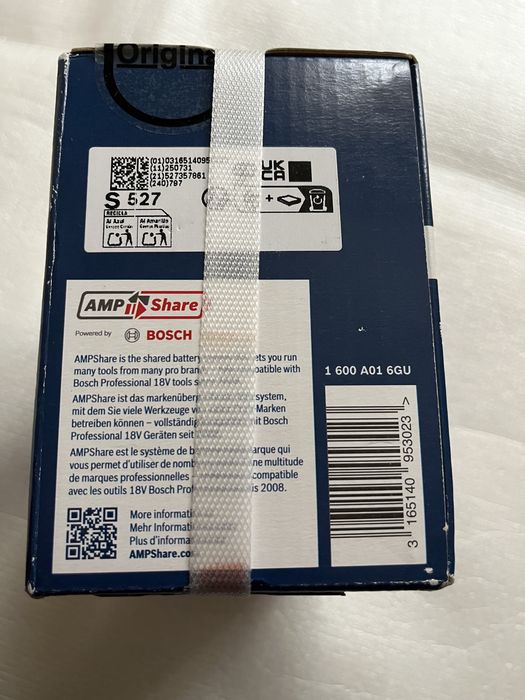 Origina
(01)0316514095
(11)250731
(21)527357861
(240)797
UK
CA
S 527
+
RECICLA
Al Azul
Al Amarillo
AMP Share
Powered by BOSCH
AMPShare is the shared battery ets you run
many tools from many pro bran patible with
Bosch Professional 18V tools s
AMPShare ist das markenüber system,
mit dem Sie viele Werkzeuge v Marken
betreiben können – vollständig it Bosch
Professional 18V Geräten seit
AMPShare est le système de b arque qui
vous permet d'utiliser de nomb ne multitude
de marques professionnelles – compatible
avec les outils 18V Bosch Prof is 2008.
More informati
Mehr Informati
Plus d'informa
AMPShare.co
1 600 A01 6GU
3 165140 953023 >